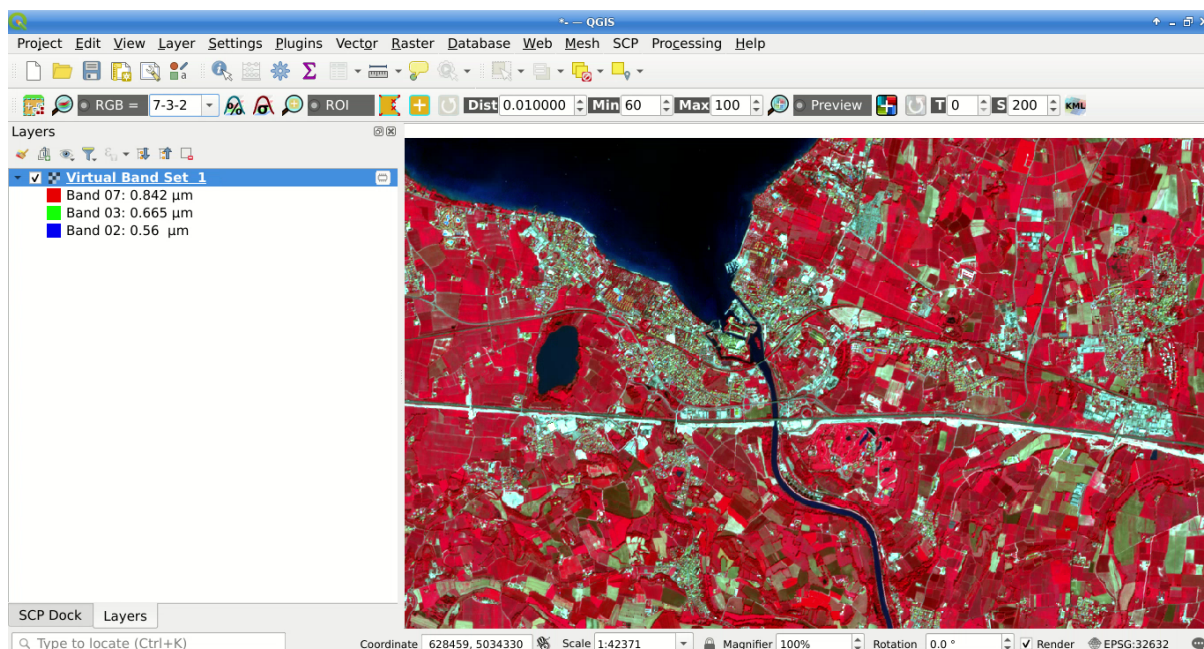 *- — QGIS
Project Edit View Layer Settings Plugins Vector Raster Database Web Mesh SCP Processing Help
RGB = 7-3-2 ROI Dist 0.010000 Min 60 Max 100 Preview T 0 S 200 KML
Layers
Virtual Band Set 1
Band 07: 0.842 µm
Band 03: 0.665 µm
Band 02: 0.56 µm
SCP Dock Layers
Type to locate (Ctrl+K) Coordinate 628459, 5034330 Scale 1:42371 Magnifier 100% Rotation 0.0 ° Render EPSG:32632